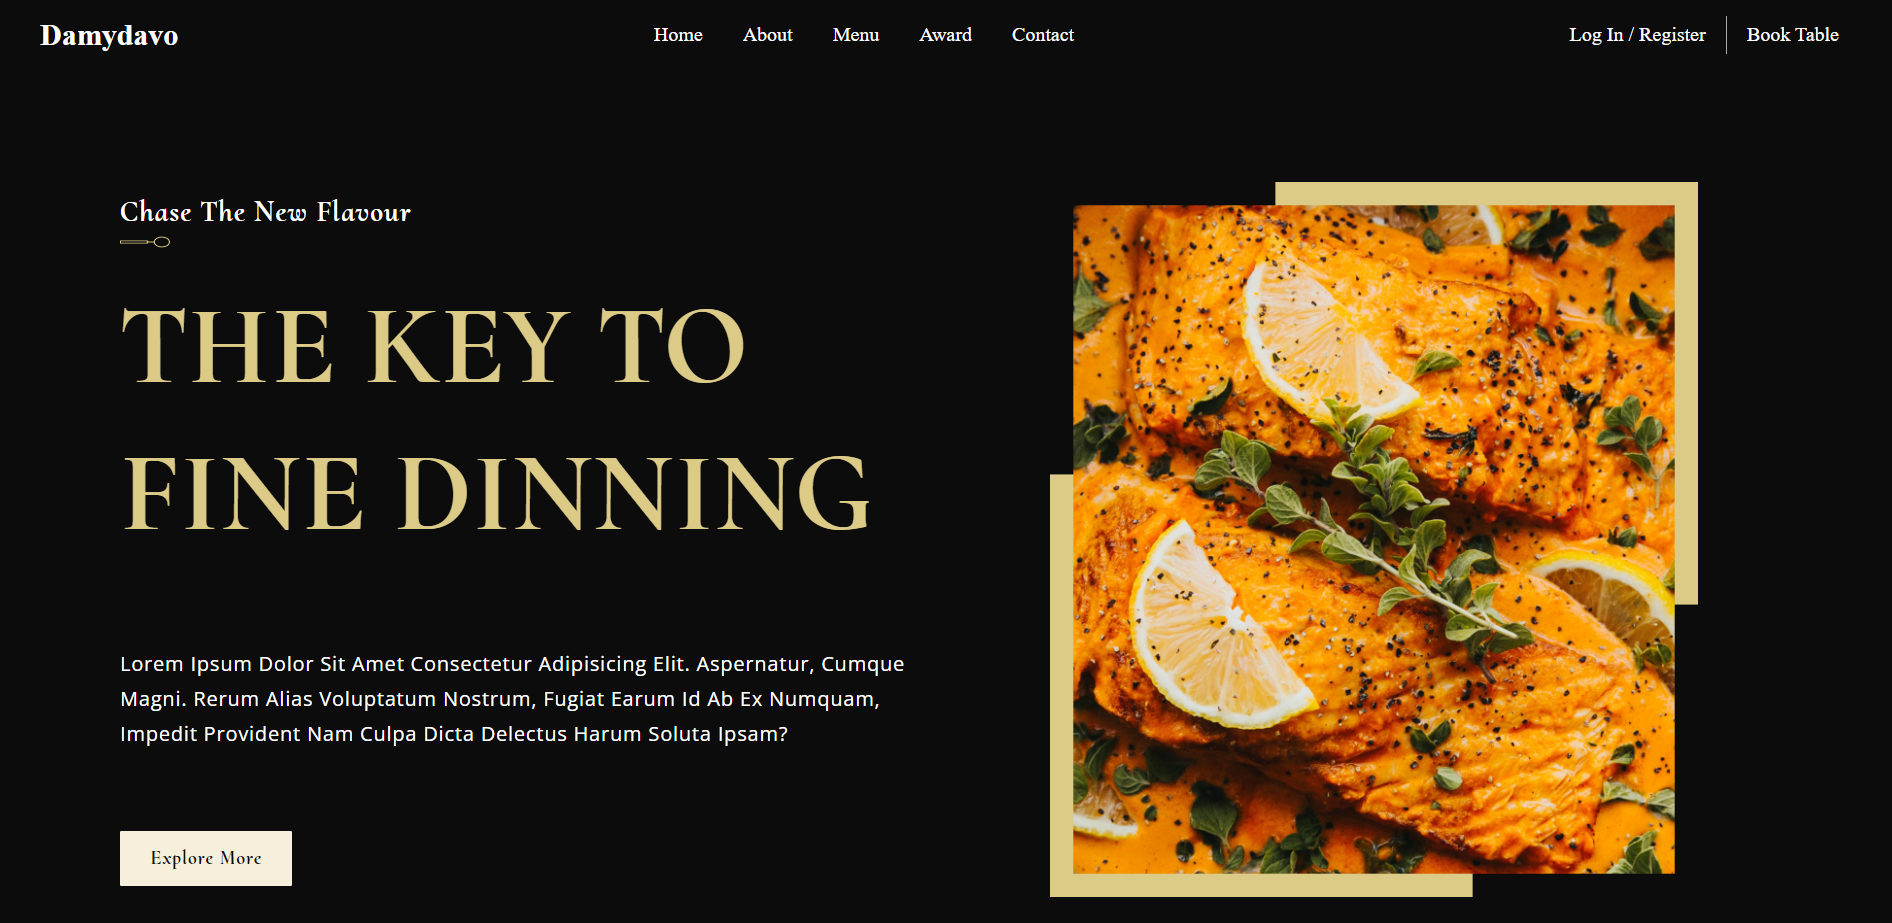 Damydavo
Home About Menu Award Contact
Log In / Register Book Table
Chase The New Flavour
THE KEY TO
FINE DINNING
Lorem Ipsum Dolor Sit Amet Consectetur Adipisicing Elit. Aspernatur, Cumque
Magni. Rerum Alias Voluptatum Nostrum, Fugiat Earum Id Ab Ex Numquam,
Impedit Provident Nam Culpa Dicta Delectus Harum Soluta Ipsam?
Explore More